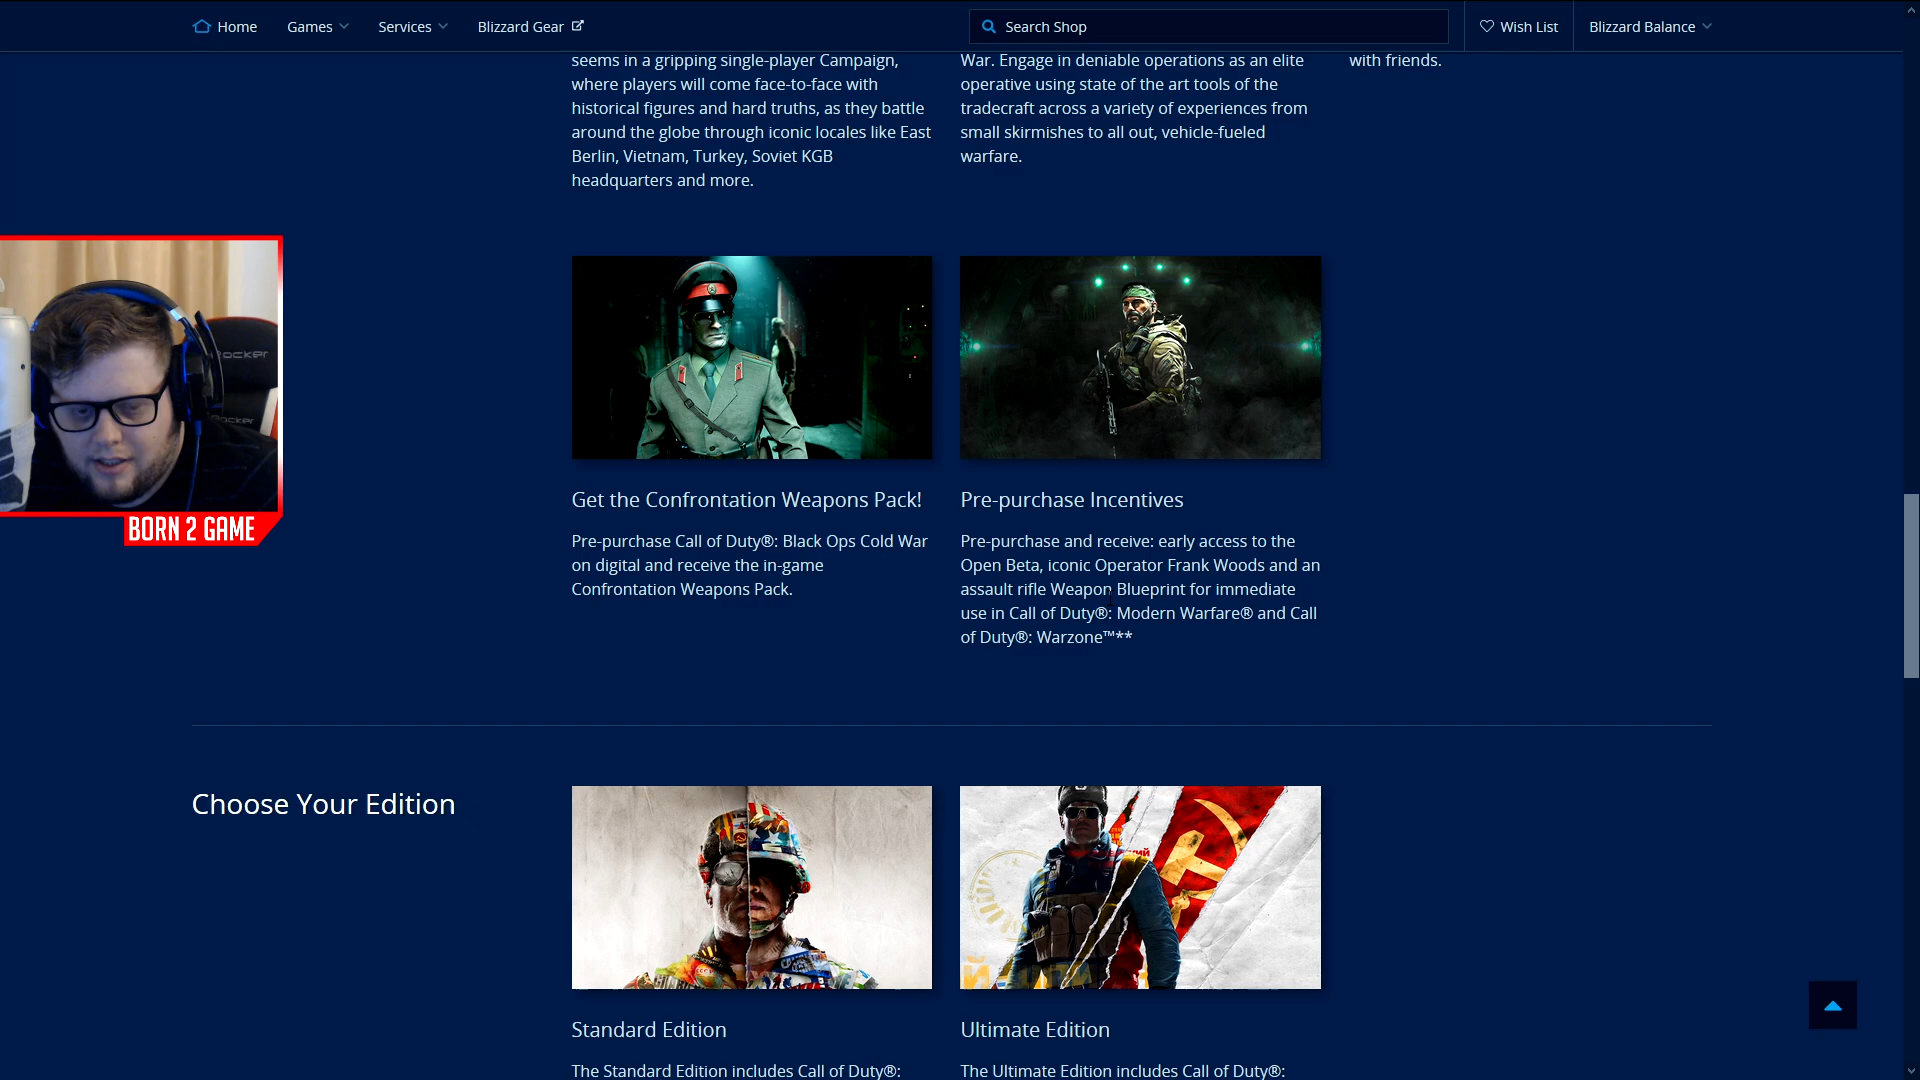 Home
Games
Services
Blizzard Gear
Search Shop
Wish List
Blizzard Balance
seems in a gripping single-player Campaign,
where players will come face-to-face with
historical figures and hard truths, as they battle
around the globe through iconic locales like East
Berlin, Vietnam, Turkey, Soviet KGB
headquarters and more.
War. Engage in deniable operations as an elite
operative using state of the art tools of the
tradecraft across a variety of experiences from
small skirmishes to all out, vehicle-fueled
warfare.
with friends.
BORN 2 GAME
Get the Confrontation Weapons Pack!
Pre-purchase Call of Duty®: Black Ops Cold War
on digital and receive the in-game
Confrontation Weapons Pack.
Pre-purchase Incentives
Pre-purchase and receive: early access to the
Open Beta, iconic Operator Frank Woods and an
assault rifle Weapon Blueprint for immediate
use in Call of Duty®: Modern Warfare® and Call
of Duty®: Warzone™**
Choose Your Edition
Standard Edition
The Standard Edition includes Call of Duty®:
Ultimate Edition
The Ultimate Edition includes Call of Duty®: